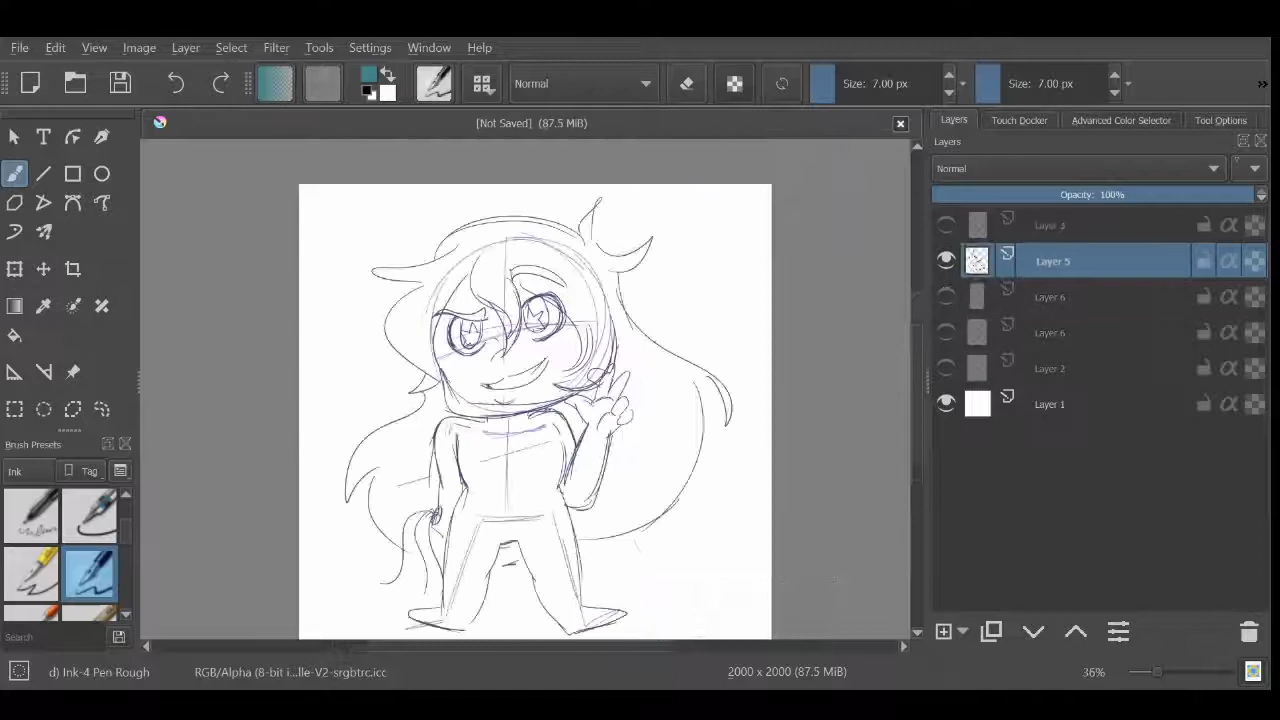 File Edit View Image Layer Select Filter Tools Settings Window Help
Normal Size: 7.00 px Size: 7.00 px »
[Not Saved] (87.5 MiB)
Layers Touch Docker Advanced Color Selector Tool Options
Layers
Normal
Opacity: 100%
Layer 5
Layer 6
Layer 6
Layer 2
Layer 1
Brush Presets
Ink Tag
Search
d) Ink-4 Pen Rough RGB/Alpha (8-bit i...lle-V2-srgbtrc.icc 2000 x 2000 (87.5 MiB) 36%